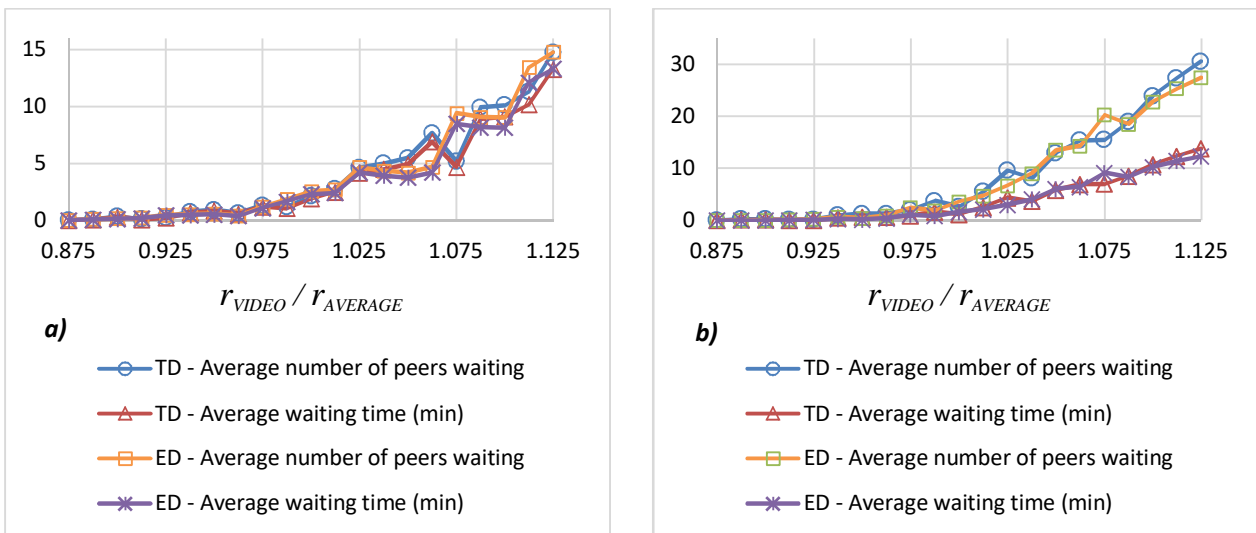 15
10
5
0
0.875 0.925 0.975 1.025 1.075 1.125
r_VIDEO / r_AVERAGE
a)
TD - Average number of peers waiting
TD - Average waiting time (min)
ED - Average number of peers waiting
ED - Average waiting time (min)
30
20
10
0
0.875 0.925 0.975 1.025 1.075 1.125
r_VIDEO / r_AVERAGE
b)
TD - Average number of peers waiting
TD - Average waiting time (min)
ED - Average number of peers waiting
ED - Average waiting time (min)